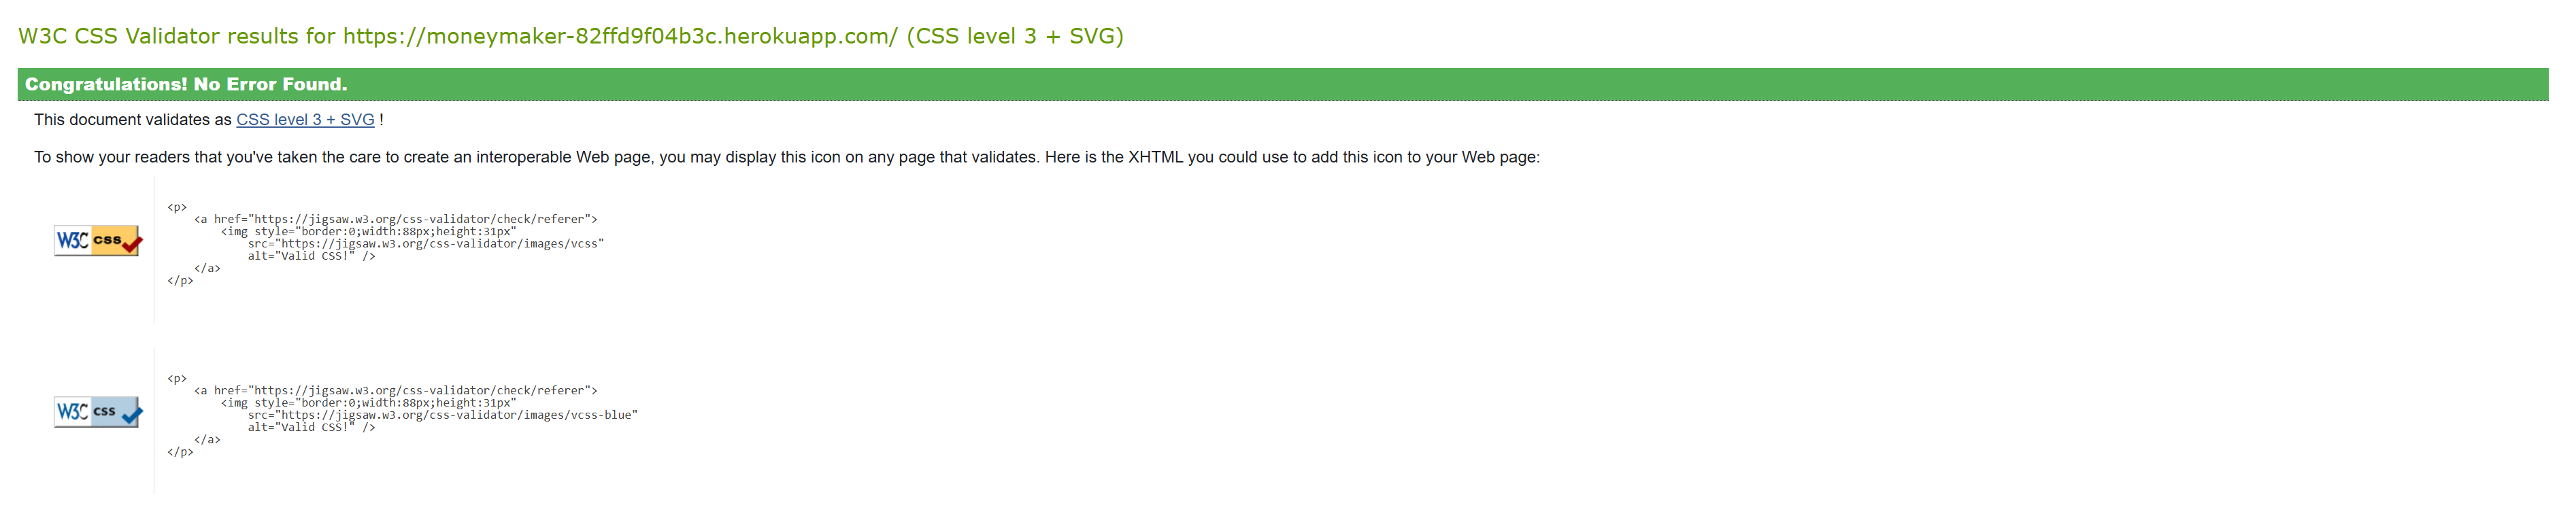 W3C CSS Validator results for https://moneymaker-82ffd9f04b3c.herokuapp.com/ (CSS level 3 + SVG)
Congratulations! No Error Found.
This document validates as CSS level 3 + SVG !
To show your readers that you've taken the care to create an interoperable Web page, you may display this icon on any page that validates. Here is the XHTML you could use to add this icon to your Web page:
W3C css
<p>
<a href="https://jigsaw.w3.org/css-validator/check/referer">
<img style="border:0;width:88px;height:31px"
src="https://jigsaw.w3.org/css-validator/images/vcss"
alt="Valid CSS!" />
</a>
</p>
W3C css
<p>
<a href="https://jigsaw.w3.org/css-validator/check/referer">
<img style="border:0;width:88px;height:31px"
src="https://jigsaw.w3.org/css-validator/images/vcss-blue"
alt="Valid CSS!" />
</a>
</p>